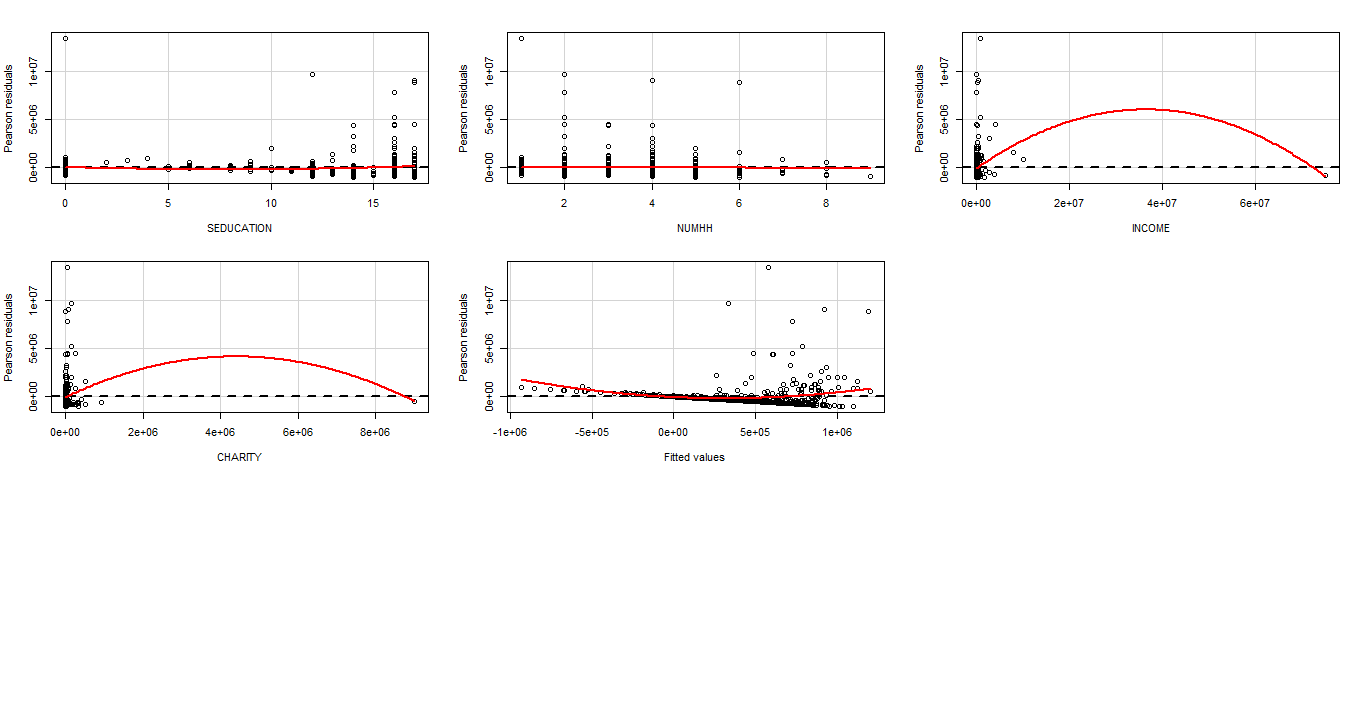 Pearson residuals
0e+00 5e+06 1e+07
0 5 10 15
SEDUCATION
Pearson residuals
0e+00 5e+06 1e+07
2 4 6 8
NUMHH
Pearson residuals
0e+00 5e+06 1e+07
0e+00 2e+07 4e+07 6e+07
INCOME
Pearson residuals
0e+00 5e+06 1e+07
0e+00 2e+06 4e+06 6e+06 8e+06
CHARITY
Pearson residuals
0e+00 5e+06 1e+07
-1e+06 -5e+05 0e+00 5e+05 1e+06
Fitted values